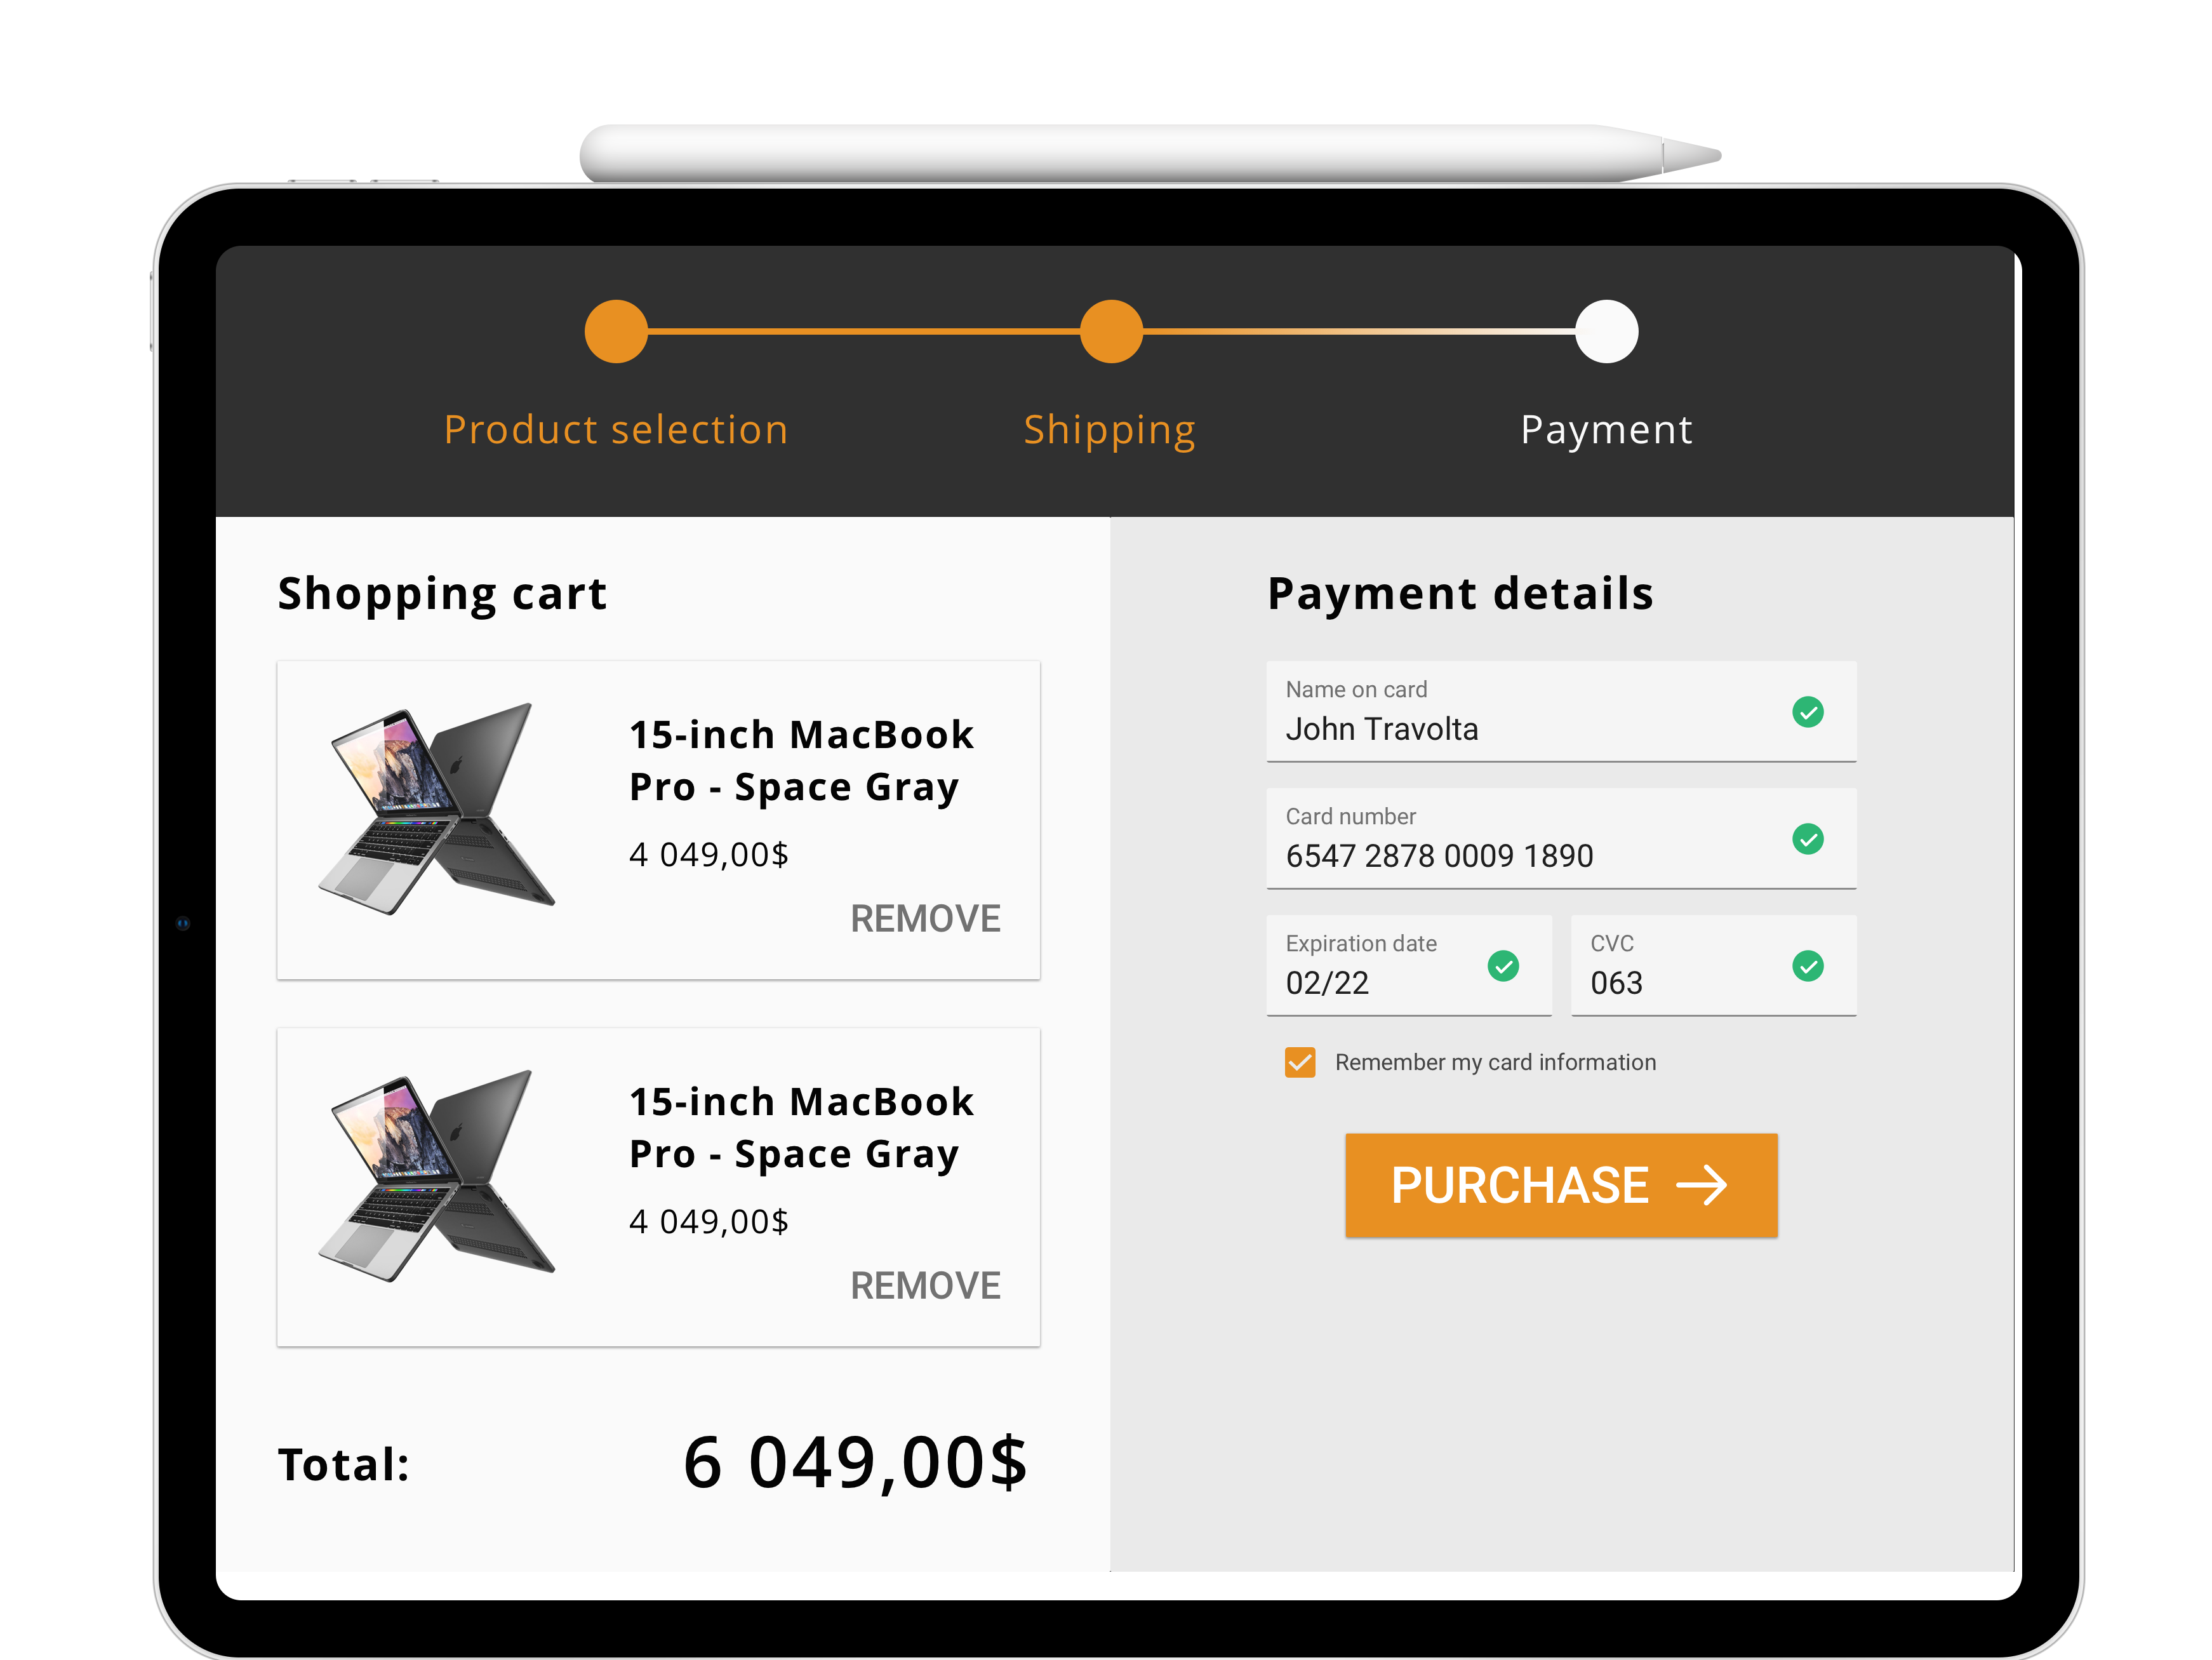 Product selection
Shipping
Payment
Shopping cart
15-inch MacBook
Pro - Space Gray
4 049,00$
REMOVE
15-inch MacBook
Pro - Space Gray
4 049,00$
REMOVE
Total:
6 049,00$
Payment details
Name on card
John Travolta
Card number
6547 2878 0009 1890
Expiration date
02/22
CVC
063
Remember my card information
PURCHASE